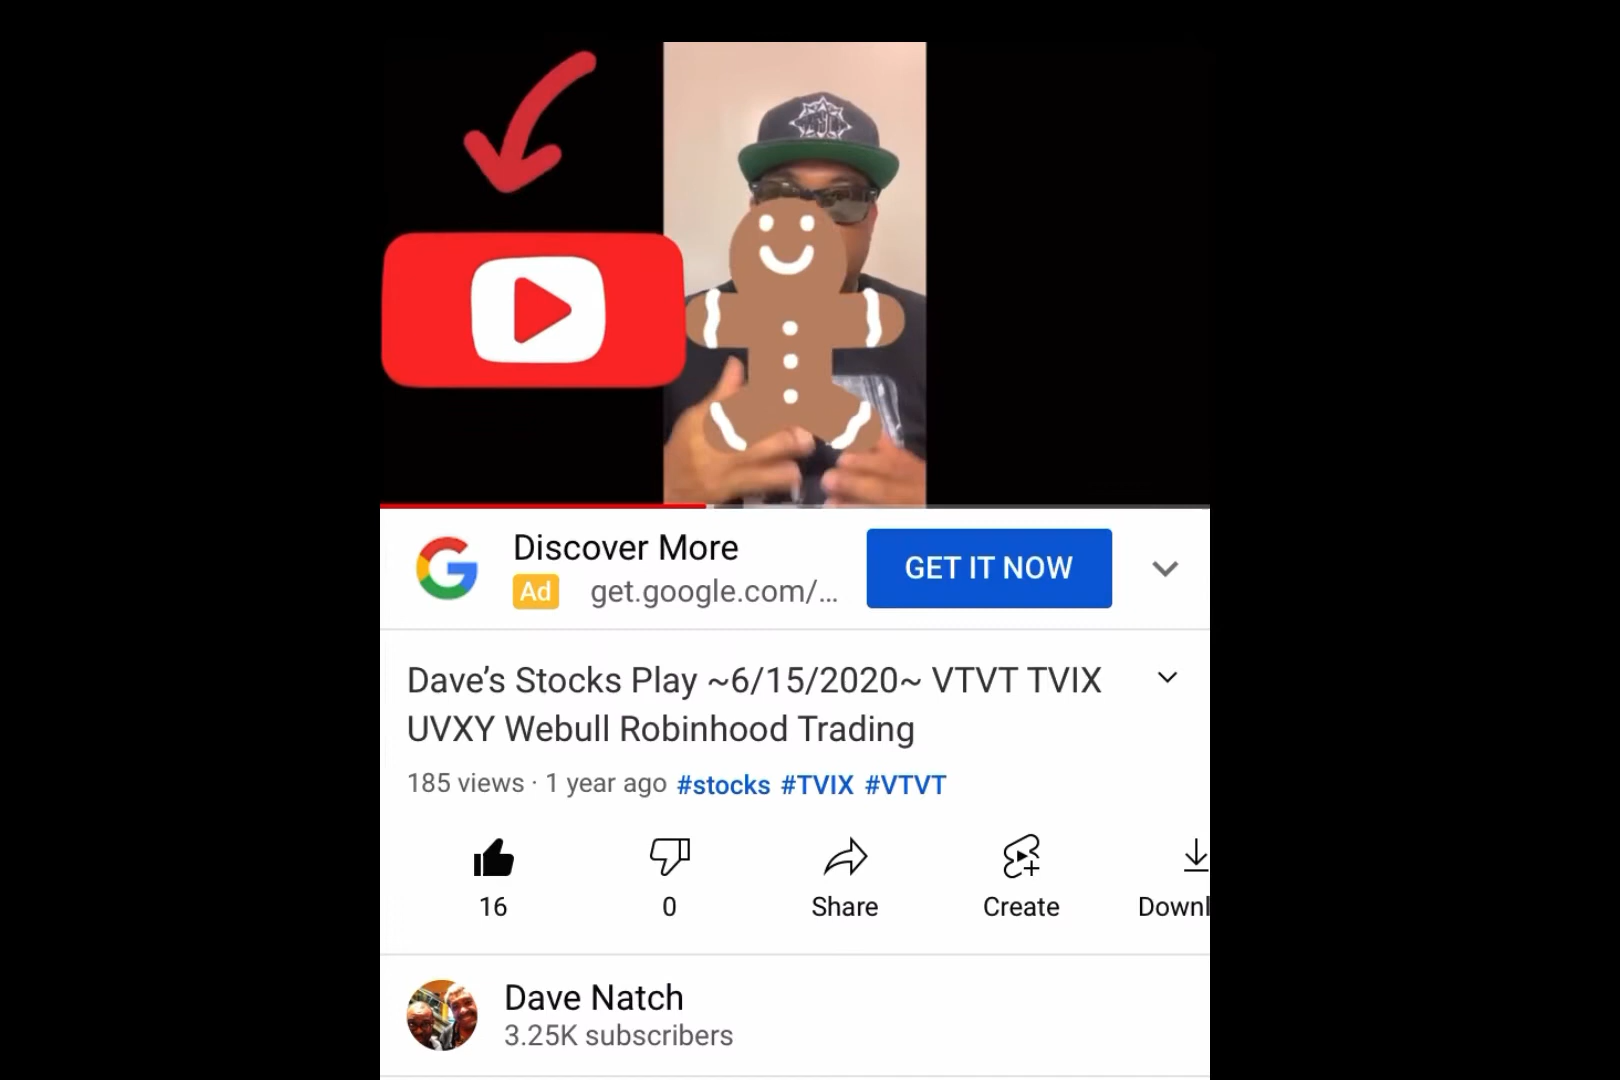 Discover More
Ad get.google.com/...
GET IT NOW
Dave's Stocks Play ~6/15/2020~ VTVT TVIX
UVXY Webull Robinhood Trading
185 views · 1 year ago #stocks #TVIX #VTVT
16
0
Share
Create
Downl
Dave Natch
3.25K subscribers